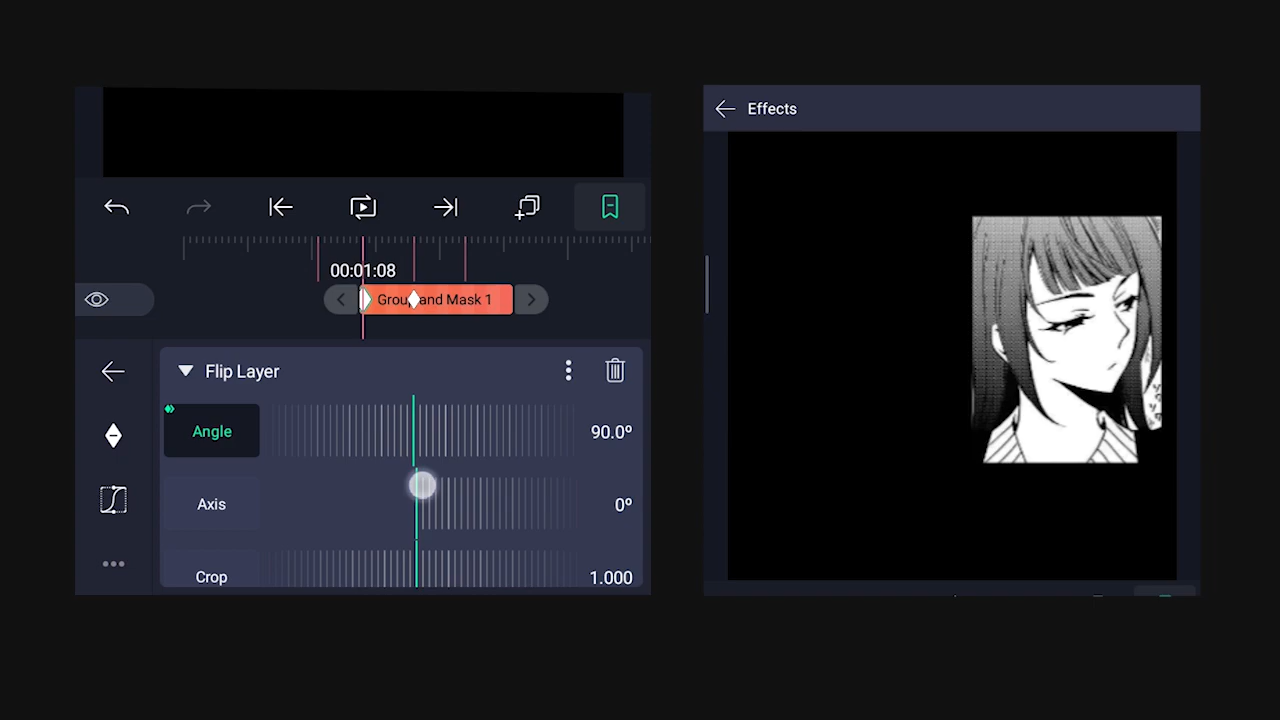 00:01:08
Group and Mask 1
Flip Layer
Angle
90.0º
Axis
0º
Crop
1.000
Effects